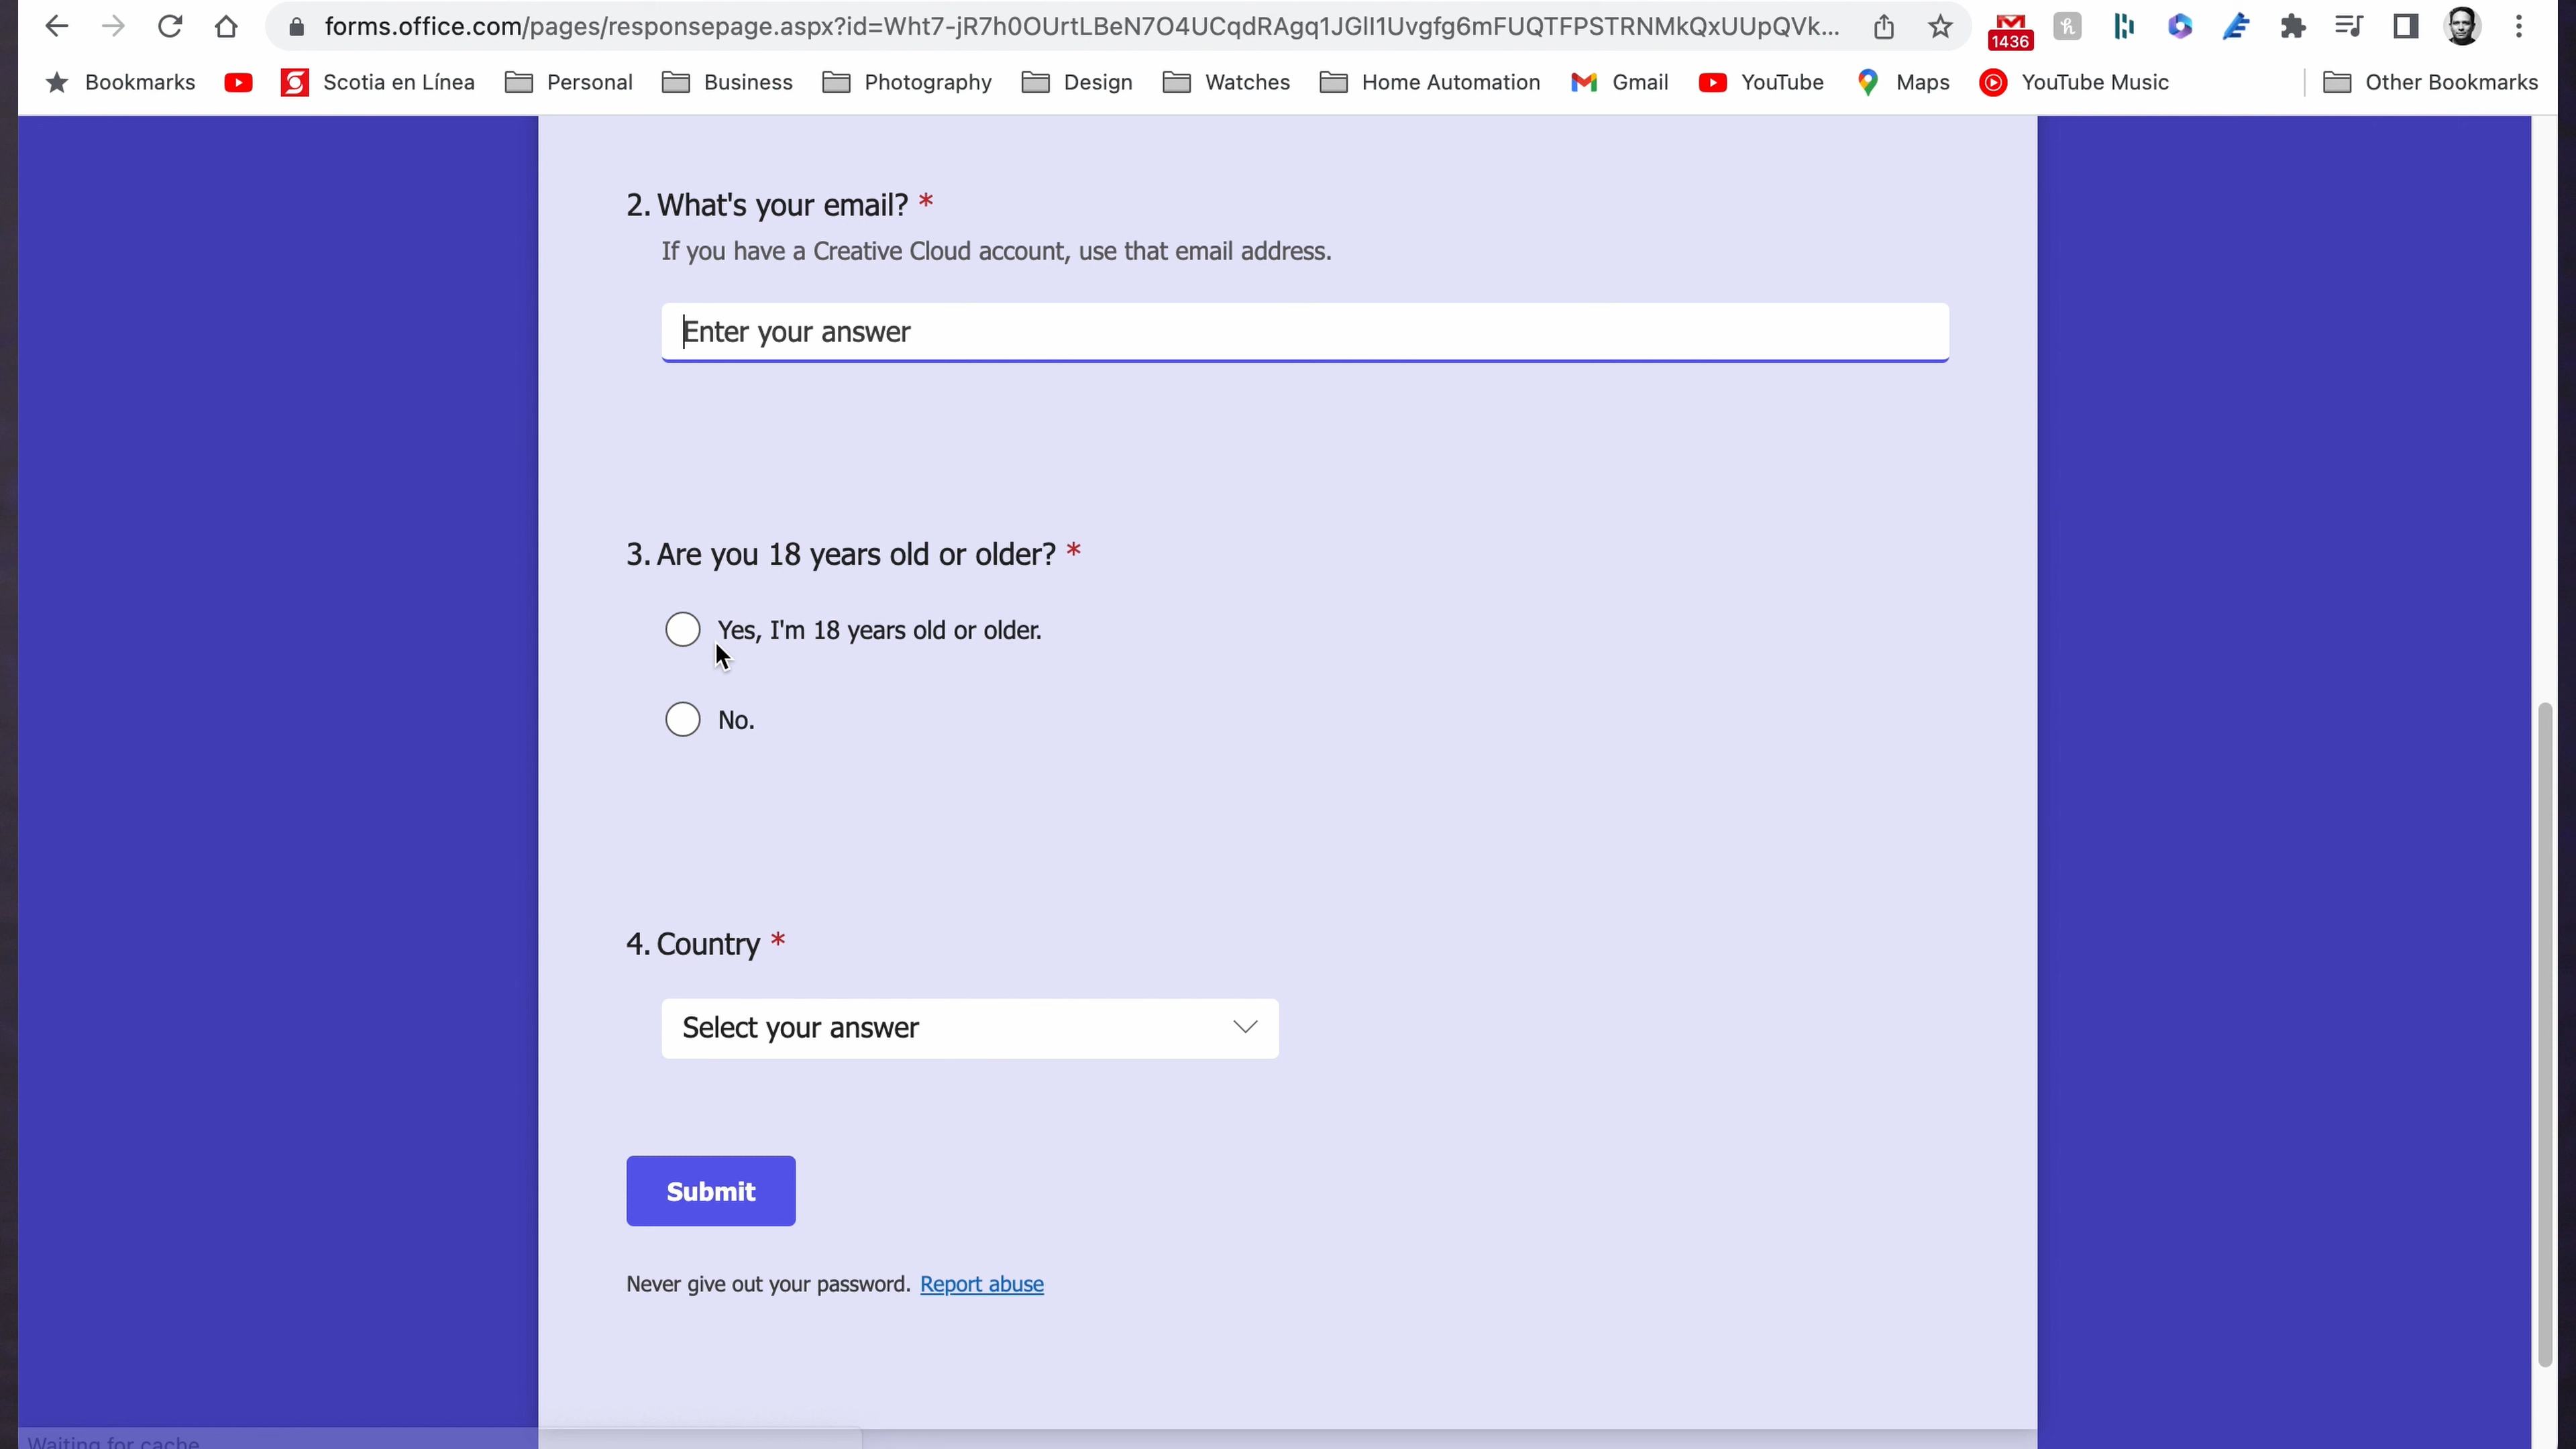 forms.office.com/pages/responsepage.aspx?id=Wht7-jR7h0OUrtLBeN7O4UCqdRAgq1JGlI1Uvgfg6mFUQTFPSTRNMkQxUUpQVk...
1436
Bookmarks Scotia en Línea Personal Business Photography Design Watches Home Automation Gmail YouTube Maps YouTube Music Other Bookmarks
2. What's your email? *
If you have a Creative Cloud account, use that email address.
Enter your answer
3. Are you 18 years old or older? *
Yes, I'm 18 years old or older.
No.
4. Country *
Select your answer
Submit
Never give out your password. Report abuse
Waiting for cache